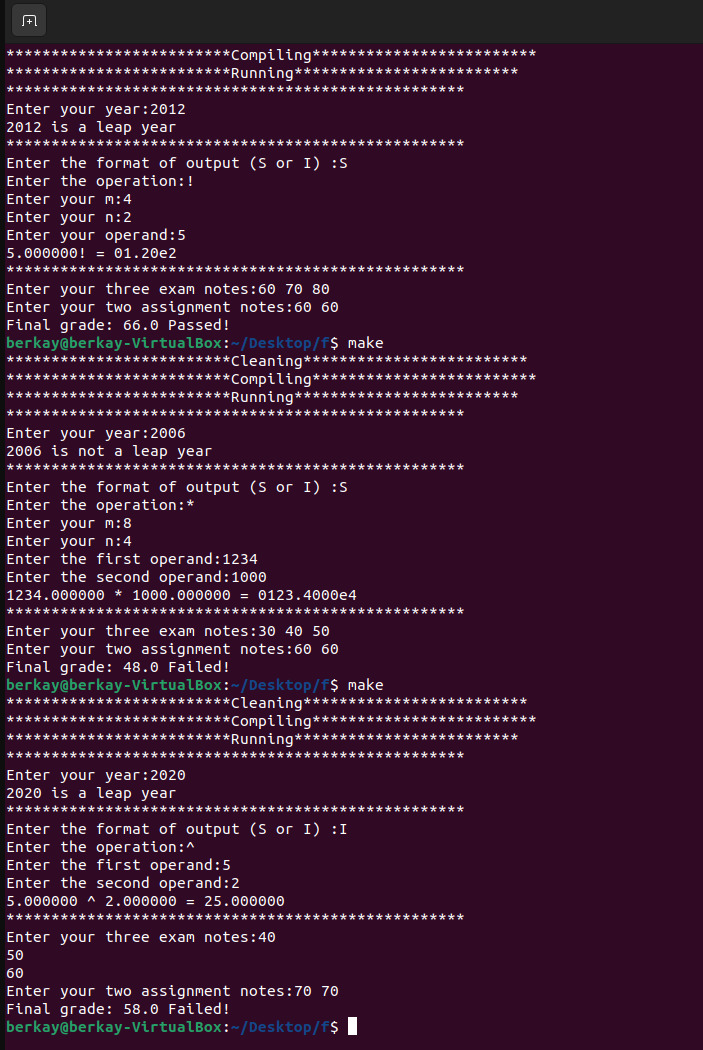 *************************Compiling*************************
*************************Running*************************
***************************************************
Enter your year:2012
2012 is a leap year
***************************************************
Enter the format of output (S or I) :S
Enter the operation:!
Enter your m:4
Enter your n:2
Enter your operand:5
5.000000! = 01.20e2
***************************************************
Enter your three exam notes:60 70 80
Enter your two assignment notes:60 60
Final grade: 66.0 Passed!
berkay@berkay-VirtualBox:~/Desktop/f$ make
*************************Cleaning*************************
*************************Compiling*************************
*************************Running*************************
***************************************************
Enter your year:2006
2006 is not a leap year
***************************************************
Enter the format of output (S or I) :S
Enter the operation:*
Enter your m:8
Enter your n:4
Enter the first operand:1234
Enter the second operand:1000
1234.000000 * 1000.000000 = 0123.4000e4
***************************************************
Enter your three exam notes:30 40 50
Enter your two assignment notes:60 60
Final grade: 48.0 Failed!
berkay@berkay-VirtualBox:~/Desktop/f$ make
*************************Cleaning*************************
*************************Compiling*************************
*************************Running*************************
***************************************************
Enter your year:2020
2020 is a leap year
***************************************************
Enter the format of output (S or I) :I
Enter the operation:^
Enter the first operand:5
Enter the second operand:2
5.000000 ^ 2.000000 = 25.000000
***************************************************
Enter your three exam notes:40
50
60
Enter your two assignment notes:70 70
Final grade: 58.0 Failed!
berkay@berkay-VirtualBox:~/Desktop/f$